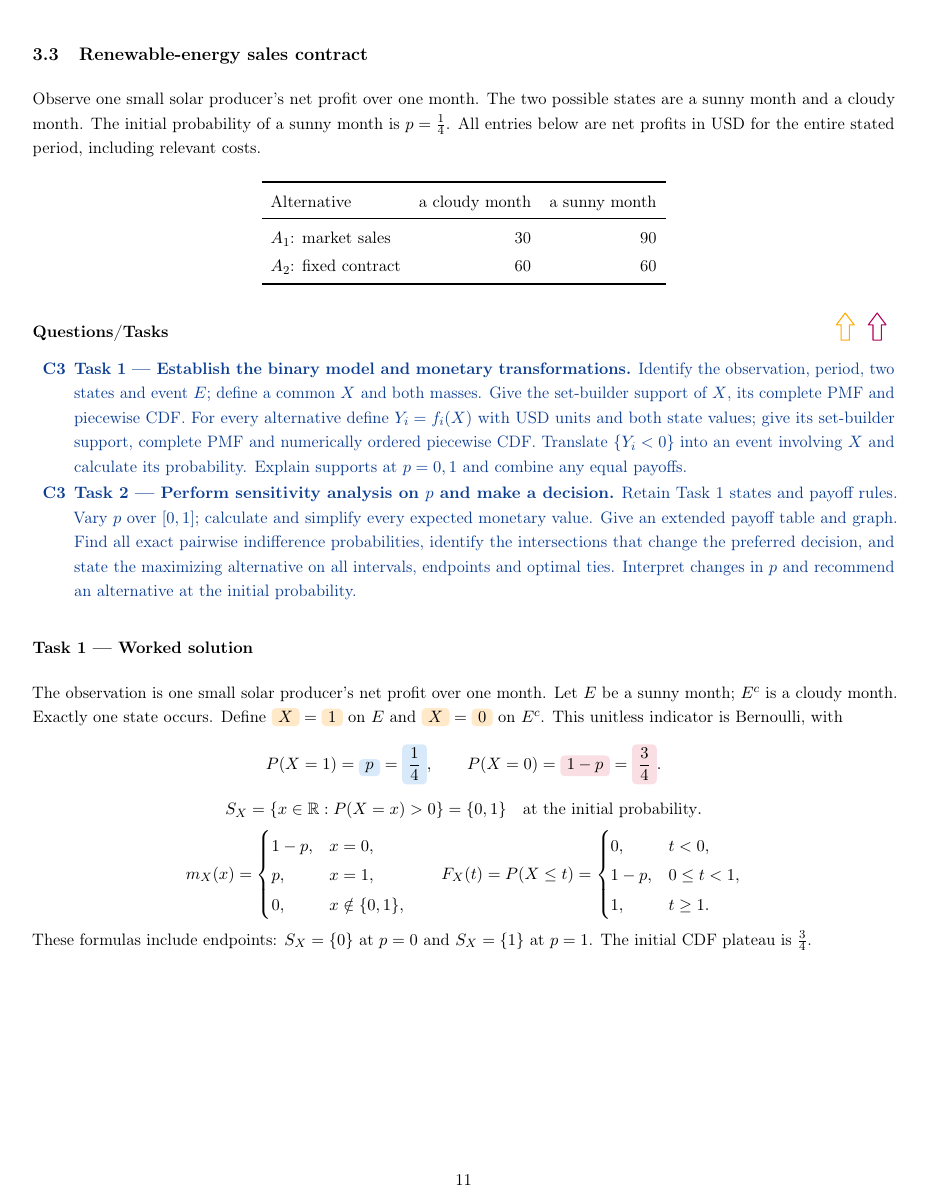 3.3 Renewable-energy sales contract
Observe one small solar producer's net profit over one month. The two possible states are a sunny month and a cloudy
month. The initial probability of a sunny month is p = 1/4. All entries below are net profits in USD for the entire stated
period, including relevant costs.
Alternative a cloudy month a sunny month
A₁: market sales 30 90
A₂: fixed contract 60 60
Questions/Tasks
C3 Task 1 — Establish the binary model and monetary transformations. Identify the observation, period, two
states and event E; define a common X and both masses. Give the set-builder support of X, its complete PMF and
piecewise CDF. For every alternative define Yᵢ = fᵢ(X) with USD units and both state values; give its set-builder
support, complete PMF and numerically ordered piecewise CDF. Translate {Yᵢ < 0} into an event involving X and
calculate its probability. Explain supports at p = 0, 1 and combine any equal payoffs.
C3 Task 2 — Perform sensitivity analysis on p and make a decision. Retain Task 1 states and payoff rules.
Vary p over [0, 1]; calculate and simplify every expected monetary value. Give an extended payoff table and graph.
Find all exact pairwise indifference probabilities, identify the intersections that change the preferred decision, and
state the maximizing alternative on all intervals, endpoints and optimal ties. Interpret changes in p and recommend
an alternative at the initial probability.
Task 1 — Worked solution
The observation is one small solar producer's net profit over one month. Let E be a sunny month; Eᶜ is a cloudy month.
Exactly one state occurs. Define X = 1 on E and X = 0 on Eᶜ. This unitless indicator is Bernoulli, with
P(X = 1) = p = 1/4, P(X = 0) = 1 − p = 3/4.
S_X = {x ∈ ℝ : P(X = x) > 0} = {0, 1} at the initial probability.
m_X(x) = { 1 − p, x = 0, p, x = 1, 0, x ∉ {0, 1}, F_X(t) = P(X ≤ t) = { 0, t < 0, 1 − p, 0 ≤ t < 1, 1, t ≥ 1.
These formulas include endpoints: S_X = {0} at p = 0 and S_X = {1} at p = 1. The initial CDF plateau is 3/4.
11